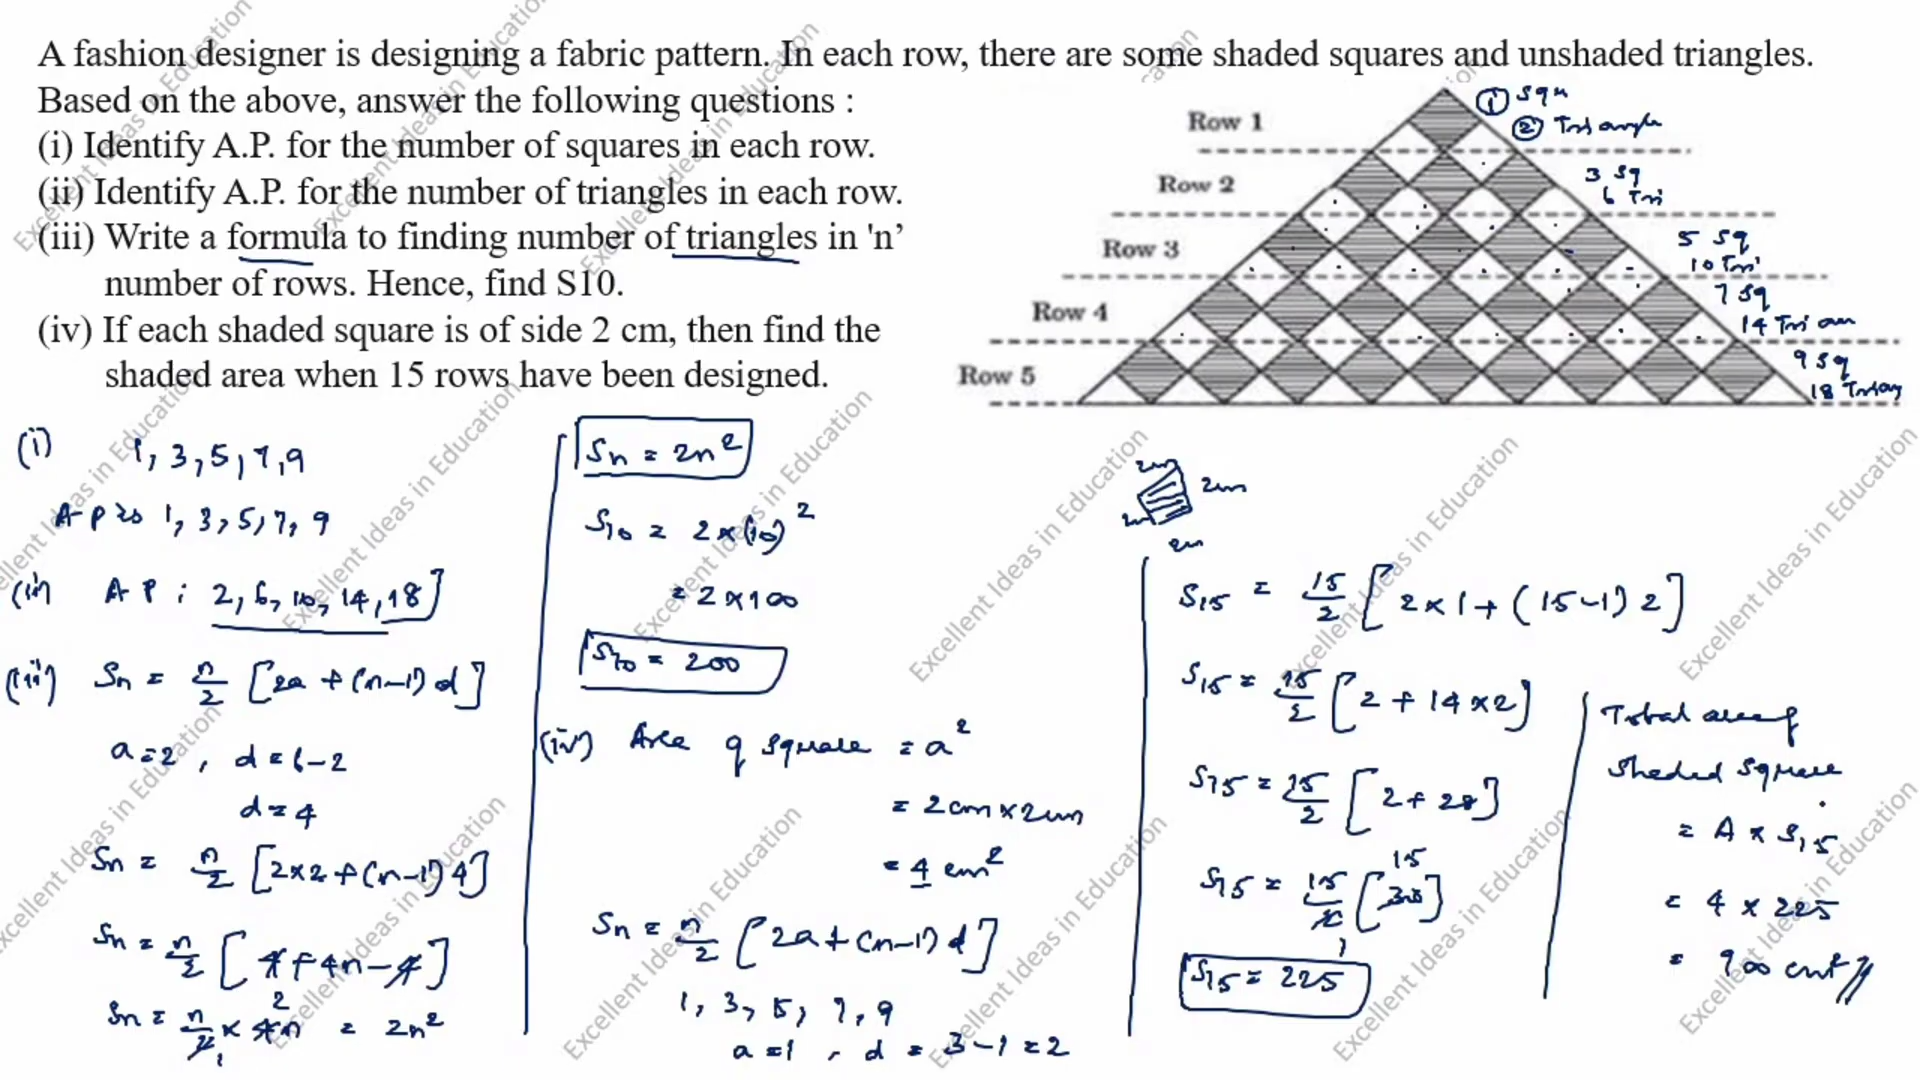 A fashion designer is designing a fabric pattern. In each row, there are some shaded squares and unshaded triangles.
Based on the above, answer the following questions :
(i) Identify A.P. for the number of squares in each row.
(ii) Identify A.P. for the number of triangles in each row.
(iii) Write a formula to finding number of triangles in 'n’
number of rows. Hence, find S10.
(iv) If each shaded square is of side 2 cm, then find the
shaded area when 15 rows have been designed.
Row 1
Row 2
Row 3
Row 4
Row 5
① squ
② Triangle
3 sq
6 Tri
5 sq
10 Tri
7 sq
14 Trian
9 sq
18 Triang
(i) 1, 3, 5, 7, 9
A-P is 1, 3, 5, 7, 9
(ii) A P : 2, 6, 10, 14, 18]
(iii) Sn = n/2 [2a + (n-1) d]
a = 2, d = 6-2
d = 4
Sn = n/2 [2×2 + (n-1) 4]
Sn = n/2 [4 + 4n - 4]
2
Sn = n/2 × 4n = 2n²
1
Sn = 2n²
S10 = 2 × (10)²
= 2 × 100
S10 = 200
(iv) Area of square = a²
= 2cm × 2cm
= 4 cm²
Sn = n/2 [2a + (n-1) d]
1, 3, 5, 7, 9
a = 1, d = 3-1 = 2
2cm
2cm
2cm
2cm
S15 = 15/2 [2×1 + (15-1) 2]
S15 = 15/2 [2 + 14×2]
S15 = 15/2 [2 + 28]
15
S15 = 15/2 [30]
1
S15 = 225
Total area of
Shaded Square
= A × S15
= 4 × 225
= 900 cm²//
Excellent Ideas in Education